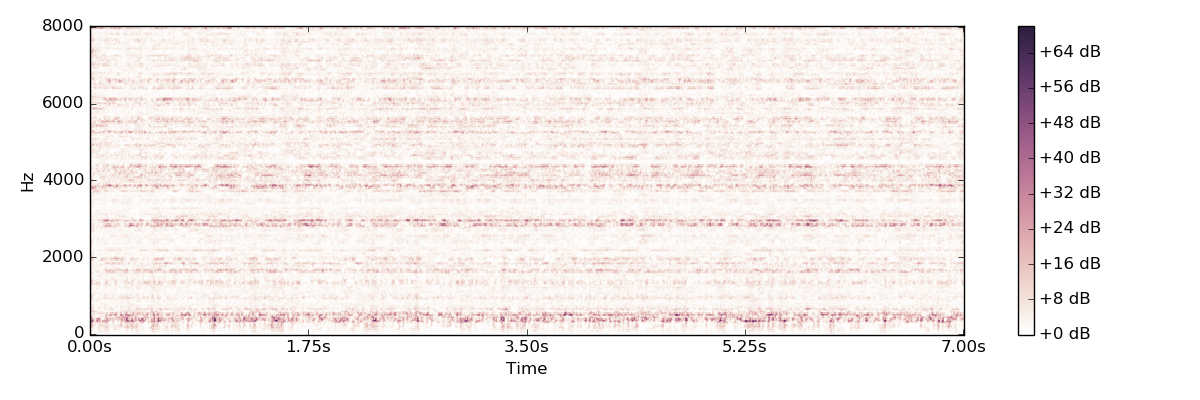 8000
6000
4000
2000
0
Hz
0.00s
1.75s
3.50s
5.25s
7.00s
Time
+64 dB
+56 dB
+48 dB
+40 dB
+32 dB
+24 dB
+16 dB
+8 dB
+0 dB